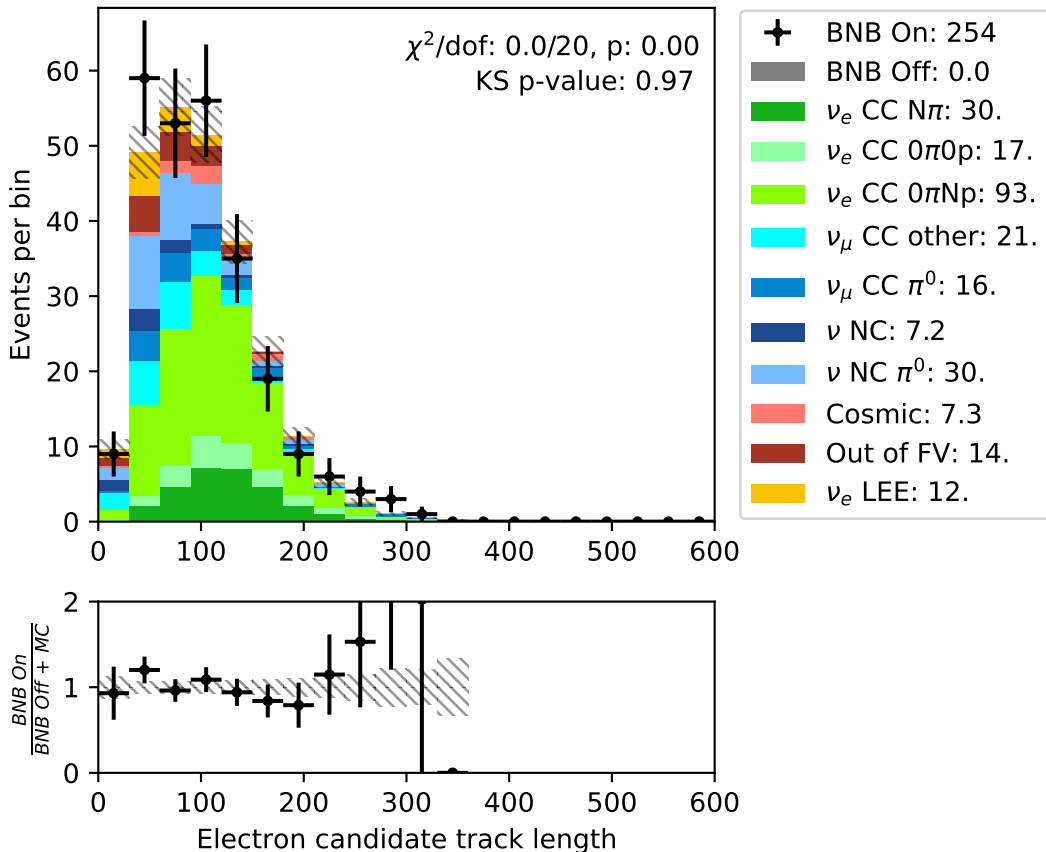 χ²/dof: 0.0/20, p: 0.00
KS p-value: 0.97
Events per bin
60
50
40
30
20
10
0
0 100 200 300 400 500 600
BNB On: 254
BNB Off: 0.0
νe CC Nπ: 30.
νe CC 0π0p: 17.
νe CC 0πNp: 93.
νμ CC other: 21.
νμ CC π⁰: 16.
ν NC: 7.2
ν NC π⁰: 30.
Cosmic: 7.3
Out of FV: 14.
νe LEE: 12.
BNB On
BNB Off + MC
2
1
0
0 100 200 300 400 500 600
Electron candidate track length